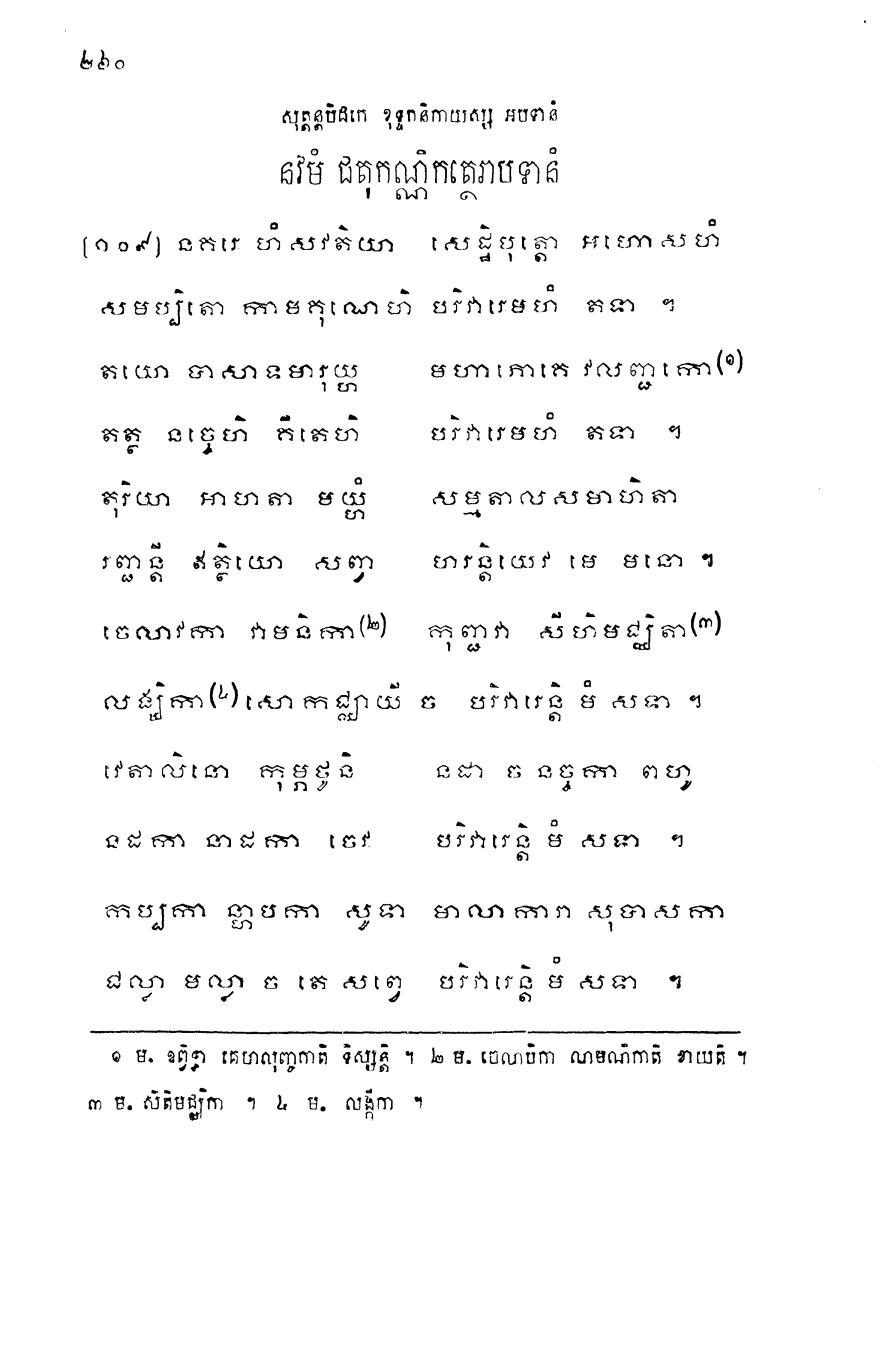 ២៦០
សុត្តន្តបិដកេ ខុទ្ទកនិកាយស្ស អបទានំ
នវមំ ជតុកណ្ណិកត្ថេរាបទានំ
[១០៩] នគរេ ហំសវតិយា សេដ្ឋិបុត្តោ អហោសហំ
សមប្បិតោ កាមគុណេហិ បរិវារេមហំ តទា ។
តយោ បាសាទមារុយ្ហ មហាភោគេ វលញ្ជកោ(១)
តត្ថ នច្ចេហិ គីតេហិ បរិវារេមហំ តទា ។
តុរិយា អាហតា មយ្ហំ សម្មតាលសមាហិតា
រញ្ជន្តី ឥត្ថិយោ សញ្វា ហរន្តិយេវ មេ មនោ ។
ចេលាវកា វាមនិកា(២) កុញ្ជវា សីហិមជ្ឈិតា(៣)
លង្ឃិកា(៤) សោកជ្ឈាយី ច បរិវារេន្តិ មំ សទា ។
វេតាលិនោ កុម្ភថូនិ នដា ច នច្ចកា ពហូ
នដកា នាដកា ចេវ បរិវារេន្តិ មំ សទា ។
កប្បកា ន្ហាបកា សូទា មាលាការា សុបាសកា
ជល្លា មល្លា ច តេ សព្វេ បរិវារេន្តិ មំ សទា ។
១ ម. ឧព្វិទ្ធា គេហលុញ្ចកាតិ ទិស្សន្តិ ។ ២ ម. ចេលាបិកា លាមណិកាតិ ខាយតិ ។
៣ ម. សិតិមជ្ឈិកា ។ ៤ ម. លង្កីកា ។